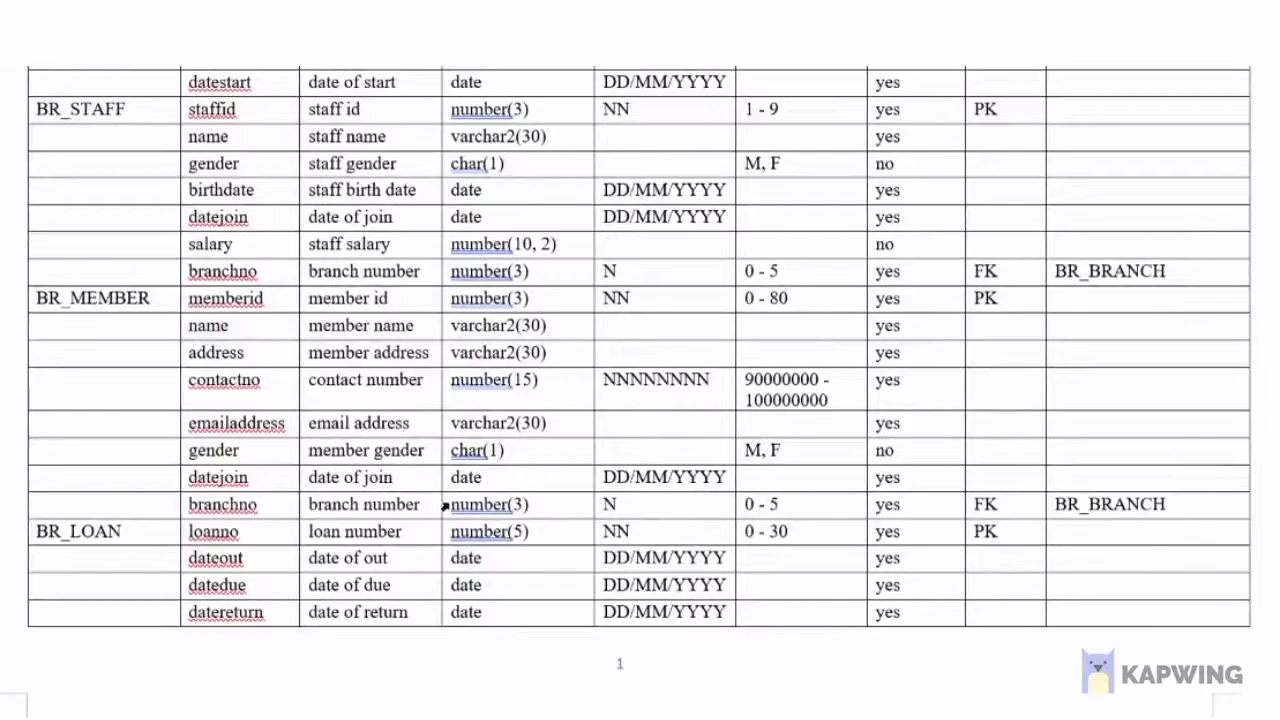 datestart date of start date DD/MM/YYYY yes
BR_STAFF staffid staff id number(3) NN 1 - 9 yes PK
name staff name varchar2(30) yes
gender staff gender char(1) M, F no
birthdate staff birth date date DD/MM/YYYY yes
datejoin date of join date DD/MM/YYYY yes
salary staff salary number(10, 2) no
branchno branch number number(3) N 0 - 5 yes FK BR_BRANCH
BR_MEMBER memberid member id number(3) NN 0 - 80 yes PK
name member name varchar2(30) yes
address member address varchar2(30) yes
contactno contact number number(15) NNNNNNNN 90000000 - yes
100000000
emailaddress email address varchar2(30) yes
gender member gender char(1) M, F no
datejoin date of join date DD/MM/YYYY yes
branchno branch number number(3) N 0 - 5 yes FK BR_BRANCH
BR_LOAN loanno loan number number(5) NN 0 - 30 yes PK
dateout date of out date DD/MM/YYYY yes
datedue date of due date DD/MM/YYYY yes
datereturn date of return date DD/MM/YYYY yes
1
KAPWING